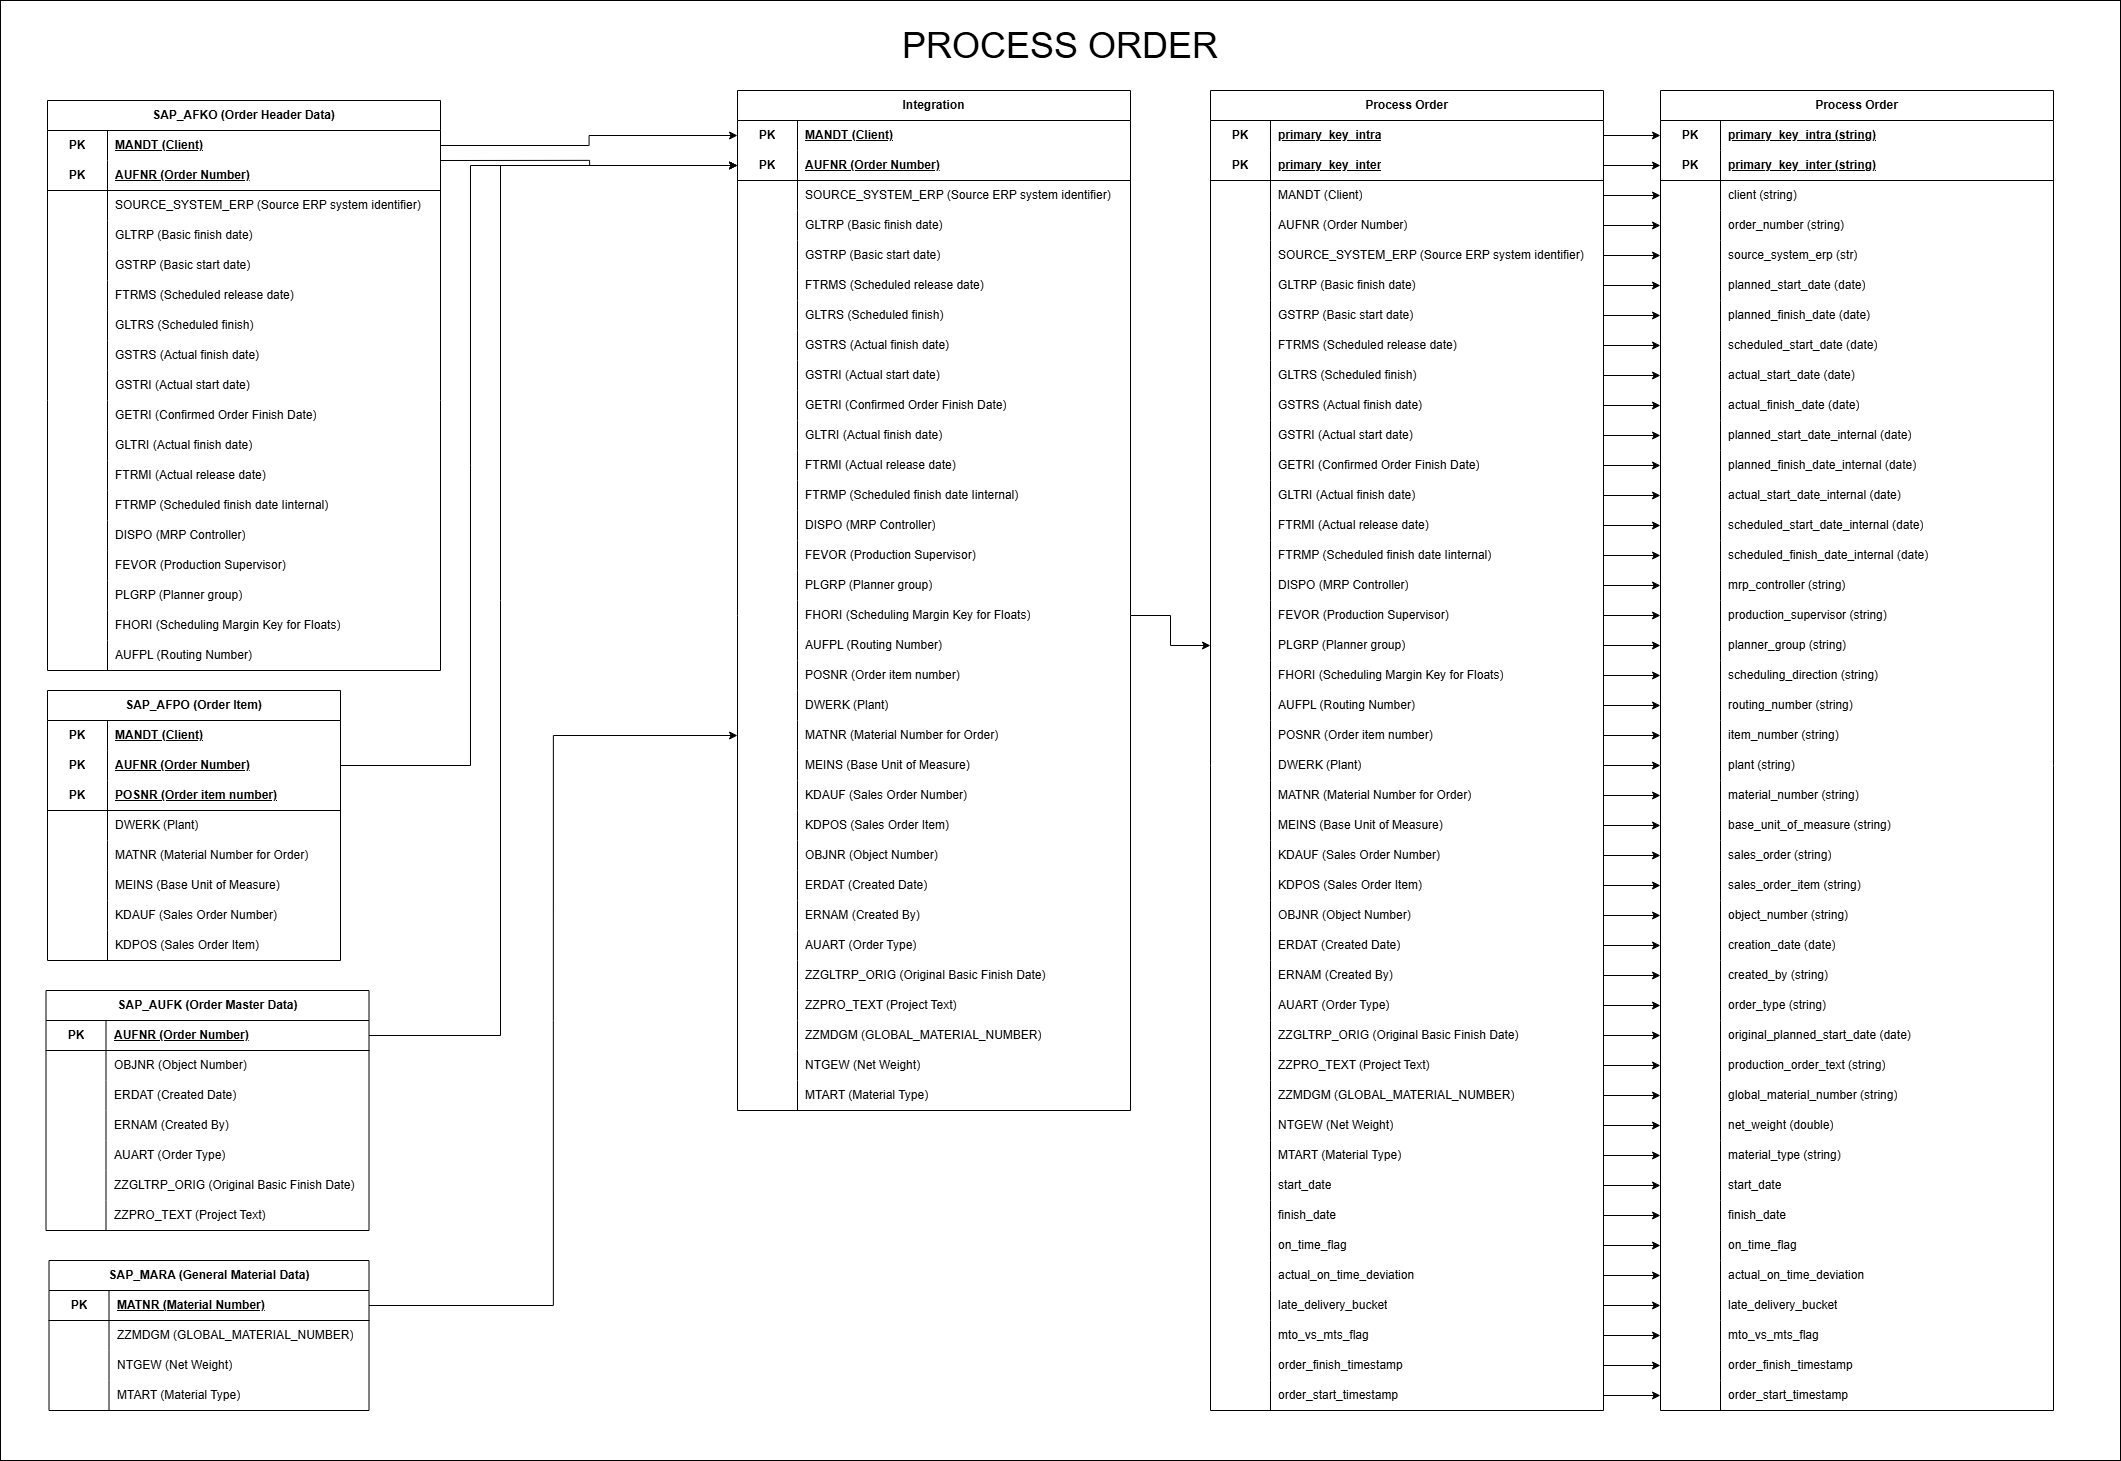 PROCESS ORDER
SAP_AFKO (Order Header Data)
PK MANDT (Client)
PK AUFNR (Order Number)
SOURCE_SYSTEM_ERP (Source ERP system identifier)
GLTRP (Basic finish date)
GSTRP (Basic start date)
FTRMS (Scheduled release date)
GLTRS (Scheduled finish)
GSTRS (Actual finish date)
GSTRI (Actual start date)
GETRI (Confirmed Order Finish Date)
GLTRI (Actual finish date)
FTRMI (Actual release date)
FTRMP (Scheduled finish date Iinternal)
DISPO (MRP Controller)
FEVOR (Production Supervisor)
PLGRP (Planner group)
FHORI (Scheduling Margin Key for Floats)
AUFPL (Routing Number)
SAP_AFPO (Order Item)
PK MANDT (Client)
PK AUFNR (Order Number)
PK POSNR (Order item number)
DWERK (Plant)
MATNR (Material Number for Order)
MEINS (Base Unit of Measure)
KDAUF (Sales Order Number)
KDPOS (Sales Order Item)
SAP_AUFK (Order Master Data)
PK AUFNR (Order Number)
OBJNR (Object Number)
ERDAT (Created Date)
ERNAM (Created By)
AUART (Order Type)
ZZGLTRP_ORIG (Original Basic Finish Date)
ZZPRO_TEXT (Project Text)
SAP_MARA (General Material Data)
PK MATNR (Material Number)
ZZMDGM (GLOBAL_MATERIAL_NUMBER)
NTGEW (Net Weight)
MTART (Material Type)
Integration
PK MANDT (Client)
PK AUFNR (Order Number)
SOURCE_SYSTEM_ERP (Source ERP system identifier)
GLTRP (Basic finish date)
GSTRP (Basic start date)
FTRMS (Scheduled release date)
GLTRS (Scheduled finish)
GSTRS (Actual finish date)
GSTRI (Actual start date)
GETRI (Confirmed Order Finish Date)
GLTRI (Actual finish date)
FTRMI (Actual release date)
FTRMP (Scheduled finish date Iinternal)
DISPO (MRP Controller)
FEVOR (Production Supervisor)
PLGRP (Planner group)
FHORI (Scheduling Margin Key for Floats)
AUFPL (Routing Number)
POSNR (Order item number)
DWERK (Plant)
MATNR (Material Number for Order)
MEINS (Base Unit of Measure)
KDAUF (Sales Order Number)
KDPOS (Sales Order Item)
OBJNR (Object Number)
ERDAT (Created Date)
ERNAM (Created By)
AUART (Order Type)
ZZGLTRP_ORIG (Original Basic Finish Date)
ZZPRO_TEXT (Project Text)
ZZMDGM (GLOBAL_MATERIAL_NUMBER)
NTGEW (Net Weight)
MTART (Material Type)
Process Order
PK primary_key_intra
PK primary_key_inter
MANDT (Client)
AUFNR (Order Number)
SOURCE_SYSTEM_ERP (Source ERP system identifier)
GLTRP (Basic finish date)
GSTRP (Basic start date)
FTRMS (Scheduled release date)
GLTRS (Scheduled finish)
GSTRS (Actual finish date)
GSTRI (Actual start date)
GETRI (Confirmed Order Finish Date)
GLTRI (Actual finish date)
FTRMI (Actual release date)
FTRMP (Scheduled finish date Iinternal)
DISPO (MRP Controller)
FEVOR (Production Supervisor)
PLGRP (Planner group)
FHORI (Scheduling Margin Key for Floats)
AUFPL (Routing Number)
POSNR (Order item number)
DWERK (Plant)
MATNR (Material Number for Order)
MEINS (Base Unit of Measure)
KDAUF (Sales Order Number)
KDPOS (Sales Order Item)
OBJNR (Object Number)
ERDAT (Created Date)
ERNAM (Created By)
AUART (Order Type)
ZZGLTRP_ORIG (Original Basic Finish Date)
ZZPRO_TEXT (Project Text)
ZZMDGM (GLOBAL_MATERIAL_NUMBER)
NTGEW (Net Weight)
MTART (Material Type)
start_date
finish_date
on_time_flag
actual_on_time_deviation
late_delivery_bucket
mto_vs_mts_flag
order_finish_timestamp
order_start_timestamp
Process Order
PK primary_key_intra (string)
PK primary_key_inter (string)
client (string)
order_number (string)
source_system_erp (str)
planned_start_date (date)
planned_finish_date (date)
scheduled_start_date (date)
actual_start_date (date)
actual_finish_date (date)
planned_start_date_internal (date)
planned_finish_date_internal (date)
actual_start_date_internal (date)
scheduled_start_date_internal (date)
scheduled_finish_date_internal (date)
mrp_controller (string)
production_supervisor (string)
planner_group (string)
scheduling_direction (string)
routing_number (string)
item_number (string)
plant (string)
material_number (string)
base_unit_of_measure (string)
sales_order (string)
sales_order_item (string)
object_number (string)
creation_date (date)
created_by (string)
order_type (string)
original_planned_start_date (date)
production_order_text (string)
global_material_number (string)
net_weight (double)
material_type (string)
start_date
finish_date
on_time_flag
actual_on_time_deviation
late_delivery_bucket
mto_vs_mts_flag
order_finish_timestamp
order_start_timestamp